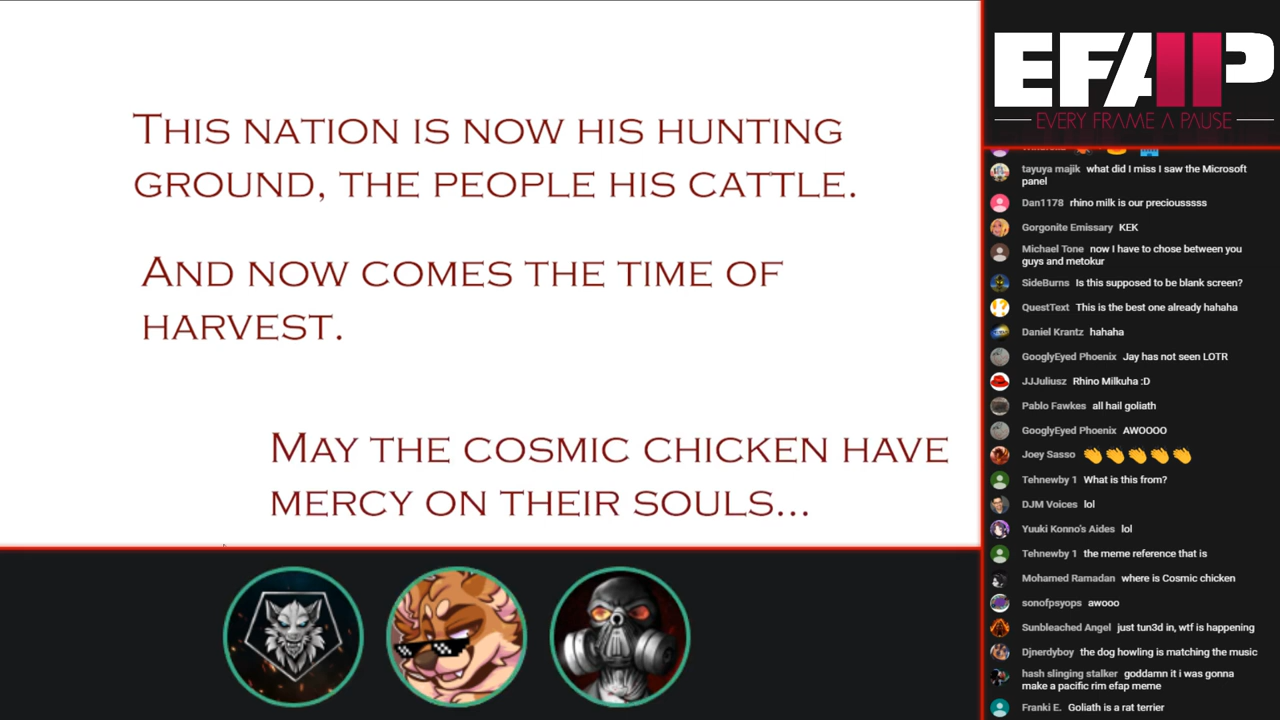 THIS NATION IS NOW HIS HUNTING
GROUND, THE PEOPLE HIS CATTLE.
AND NOW COMES THE TIME OF
HARVEST.
MAY THE COSMIC CHICKEN HAVE
MERCY ON THEIR SOULS...
EFAP
EVERY FRAME A PAUSE
tayuya majik what did I miss I saw the Microsoft
panel
Dan1178 rhino milk is our preciousssss
Gorgonite Emissary KEK
Michael Tone now I have to chose between you
guys and metokur
SideBurns Is this supposed to be blank screen?
QuestText This is the best one already hahaha
Daniel Krantz hahaha
GooglyEyed Phoenix Jay has not seen LOTR
JJJuliusz Rhino Milkuha :D
Pablo Fawkes all hail goliath
GooglyEyed Phoenix AWOOOO
Joey Sasso 👏👏👏👏👏
Tehnewby 1 What is this from?
DJM Voices lol
Yuuki Konno's Aides lol
Tehnewby 1 the meme reference that is
Mohamed Ramadan where is Cosmic chicken
sonofpsyops awooo
Sunbleached Angel just tun3d in, wtf is happening
Djnerdyboy the dog howling is matching the music
hash slinging stalker goddamn it i was gonna
make a pacific rim efap meme
Franki E. Goliath is a rat terrier